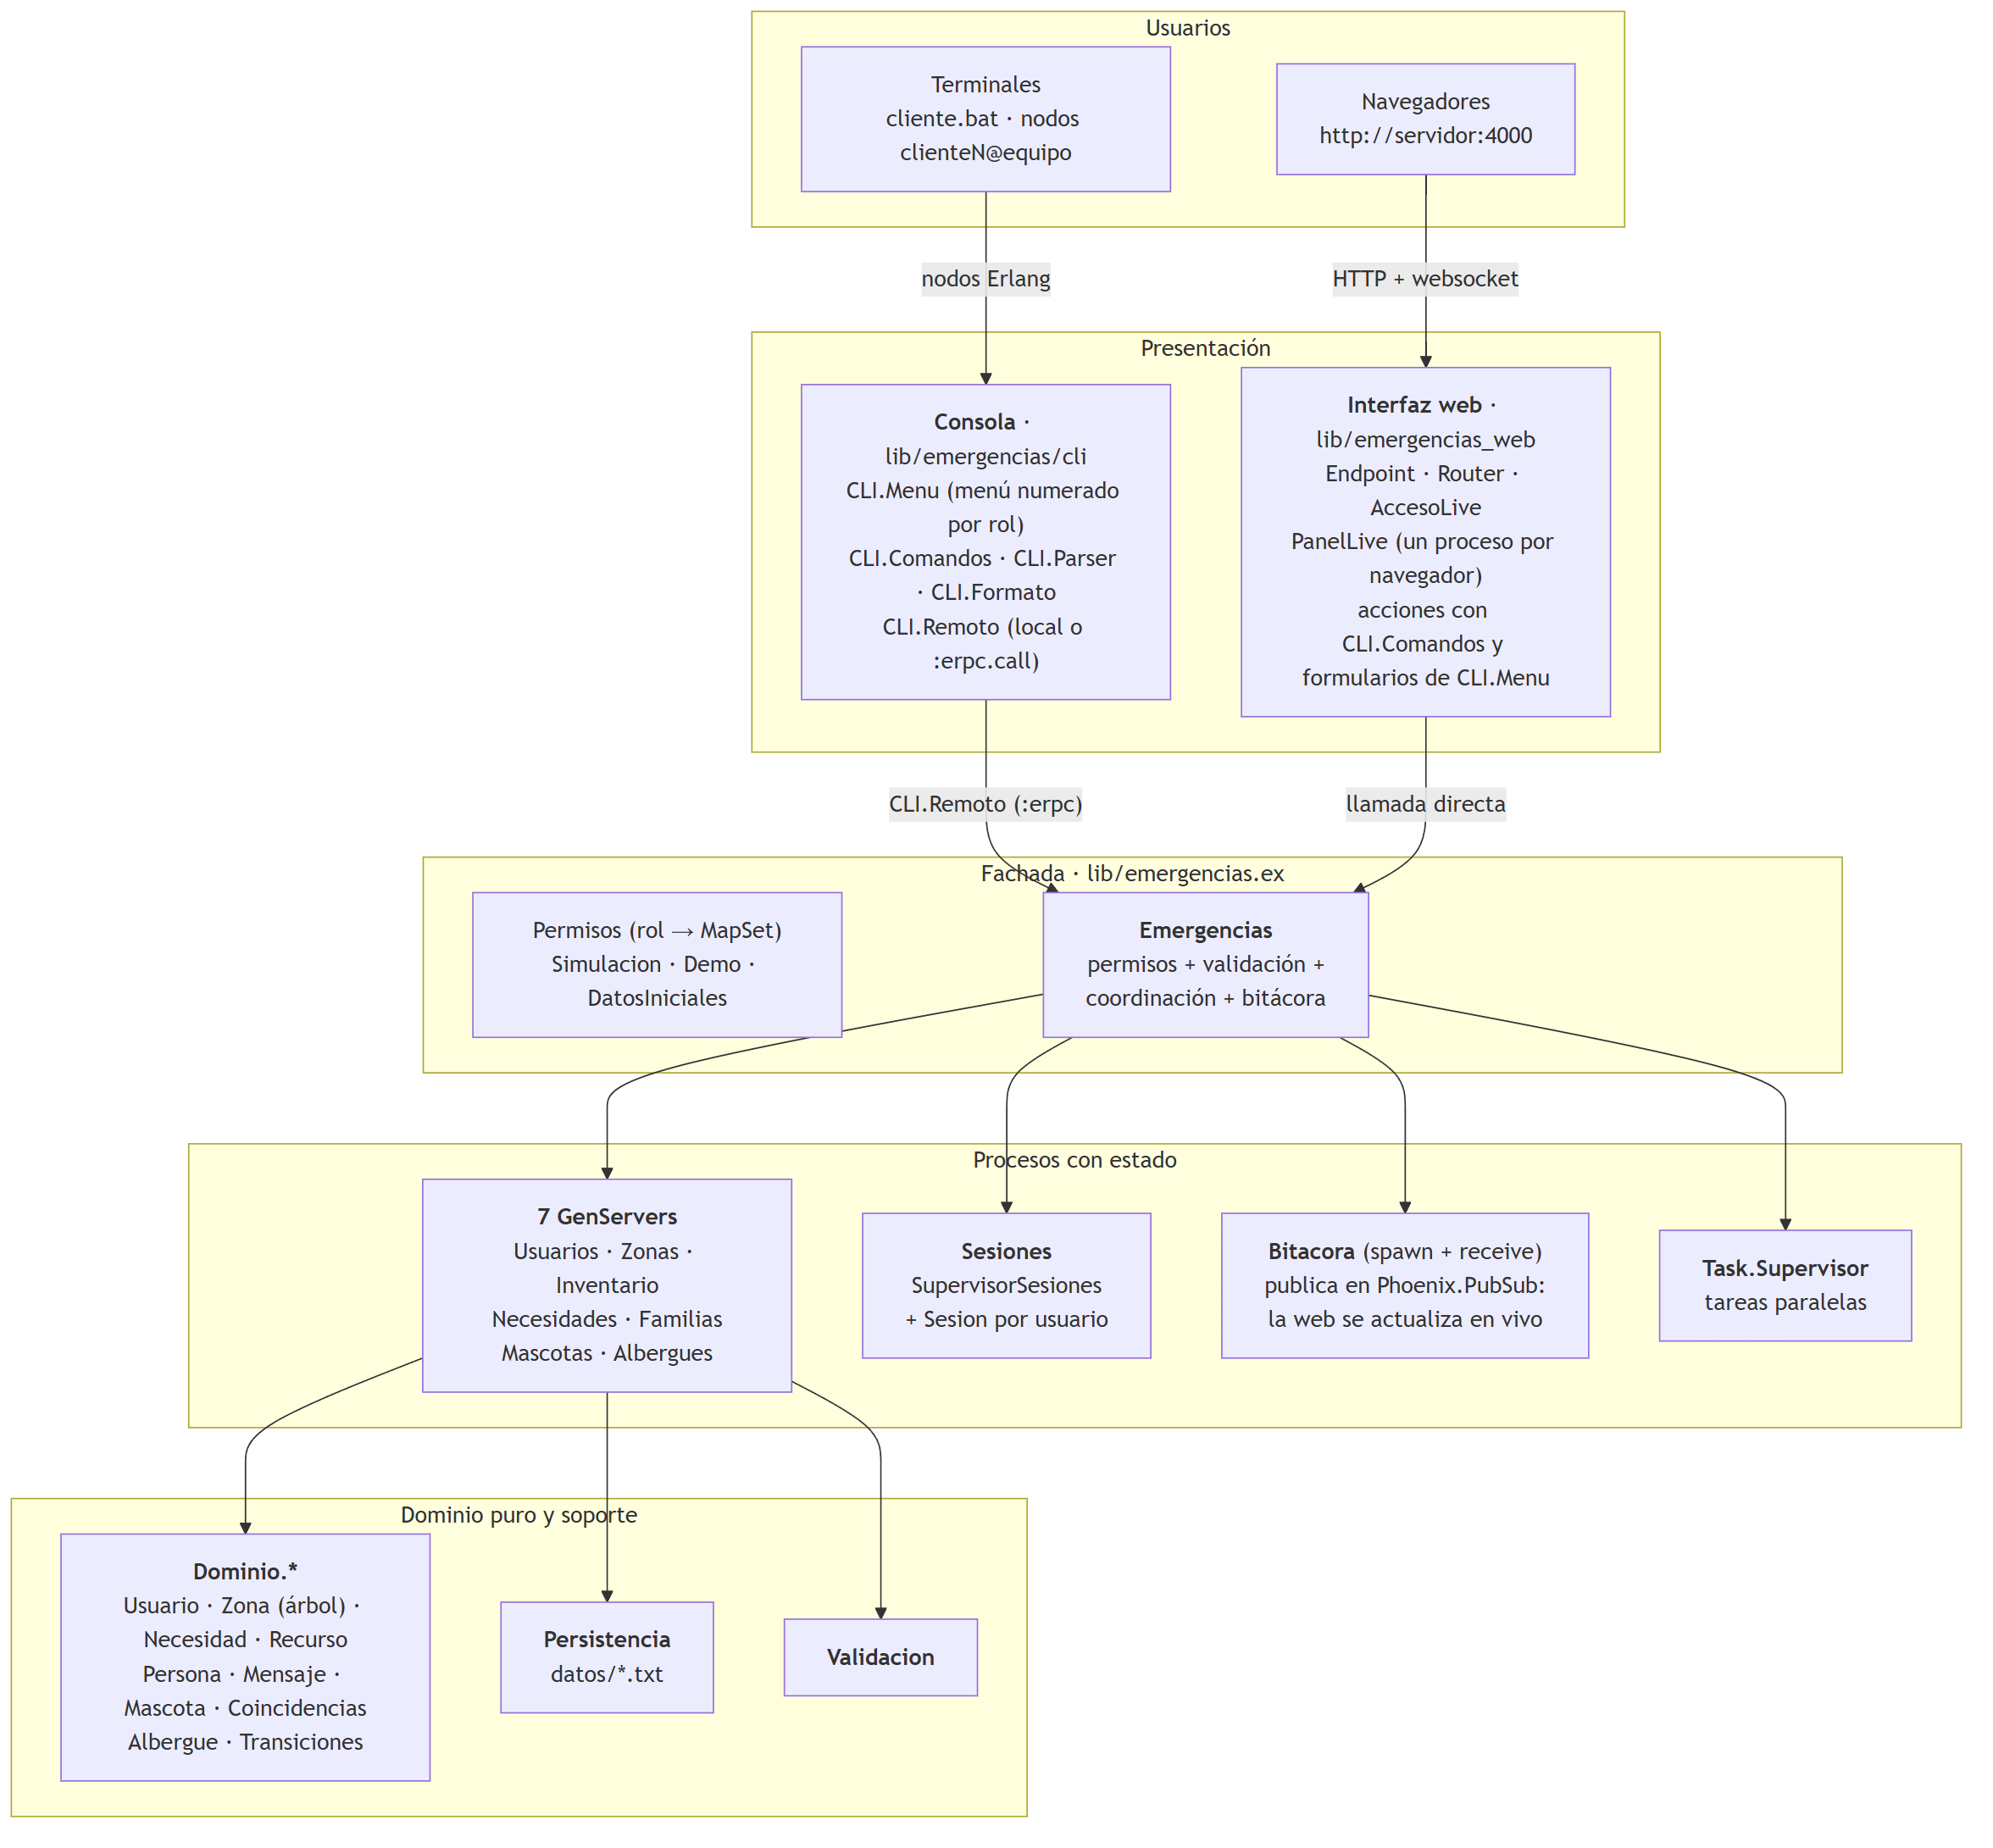 Usuarios
Terminales
cliente.bat · nodos
clienteN@equipo
Navegadores
http://servidor:4000
nodos Erlang
HTTP + websocket
Presentación
Consola ·
lib/emergencias/cli
CLI.Menu (menú numerado
por rol)
CLI.Comandos · CLI.Parser
· CLI.Formato
CLI.Remoto (local o
:erpc.call)
Interfaz web ·
lib/emergencias_web
Endpoint · Router ·
AccesoLive
PanelLive (un proceso por
navegador)
acciones con
CLI.Comandos y
formularios de CLI.Menu
CLI.Remoto (:erpc)
llamada directa
Fachada · lib/emergencias.ex
Permisos (rol → MapSet)
Simulacion · Demo ·
DatosIniciales
Emergencias
permisos + validación +
coordinación + bitácora
Procesos con estado
7 GenServers
Usuarios · Zonas ·
Inventario
Necesidades · Familias
Mascotas · Albergues
Sesiones
SupervisorSesiones
+ Sesion por usuario
Bitacora (spawn + receive)
publica en Phoenix.PubSub:
la web se actualiza en vivo
Task.Supervisor
tareas paralelas
Dominio puro y soporte
Dominio.*
Usuario · Zona (árbol) ·
Necesidad · Recurso
Persona · Mensaje ·
Mascota · Coincidencias
Albergue · Transiciones
Persistencia
datos/*.txt
Validacion